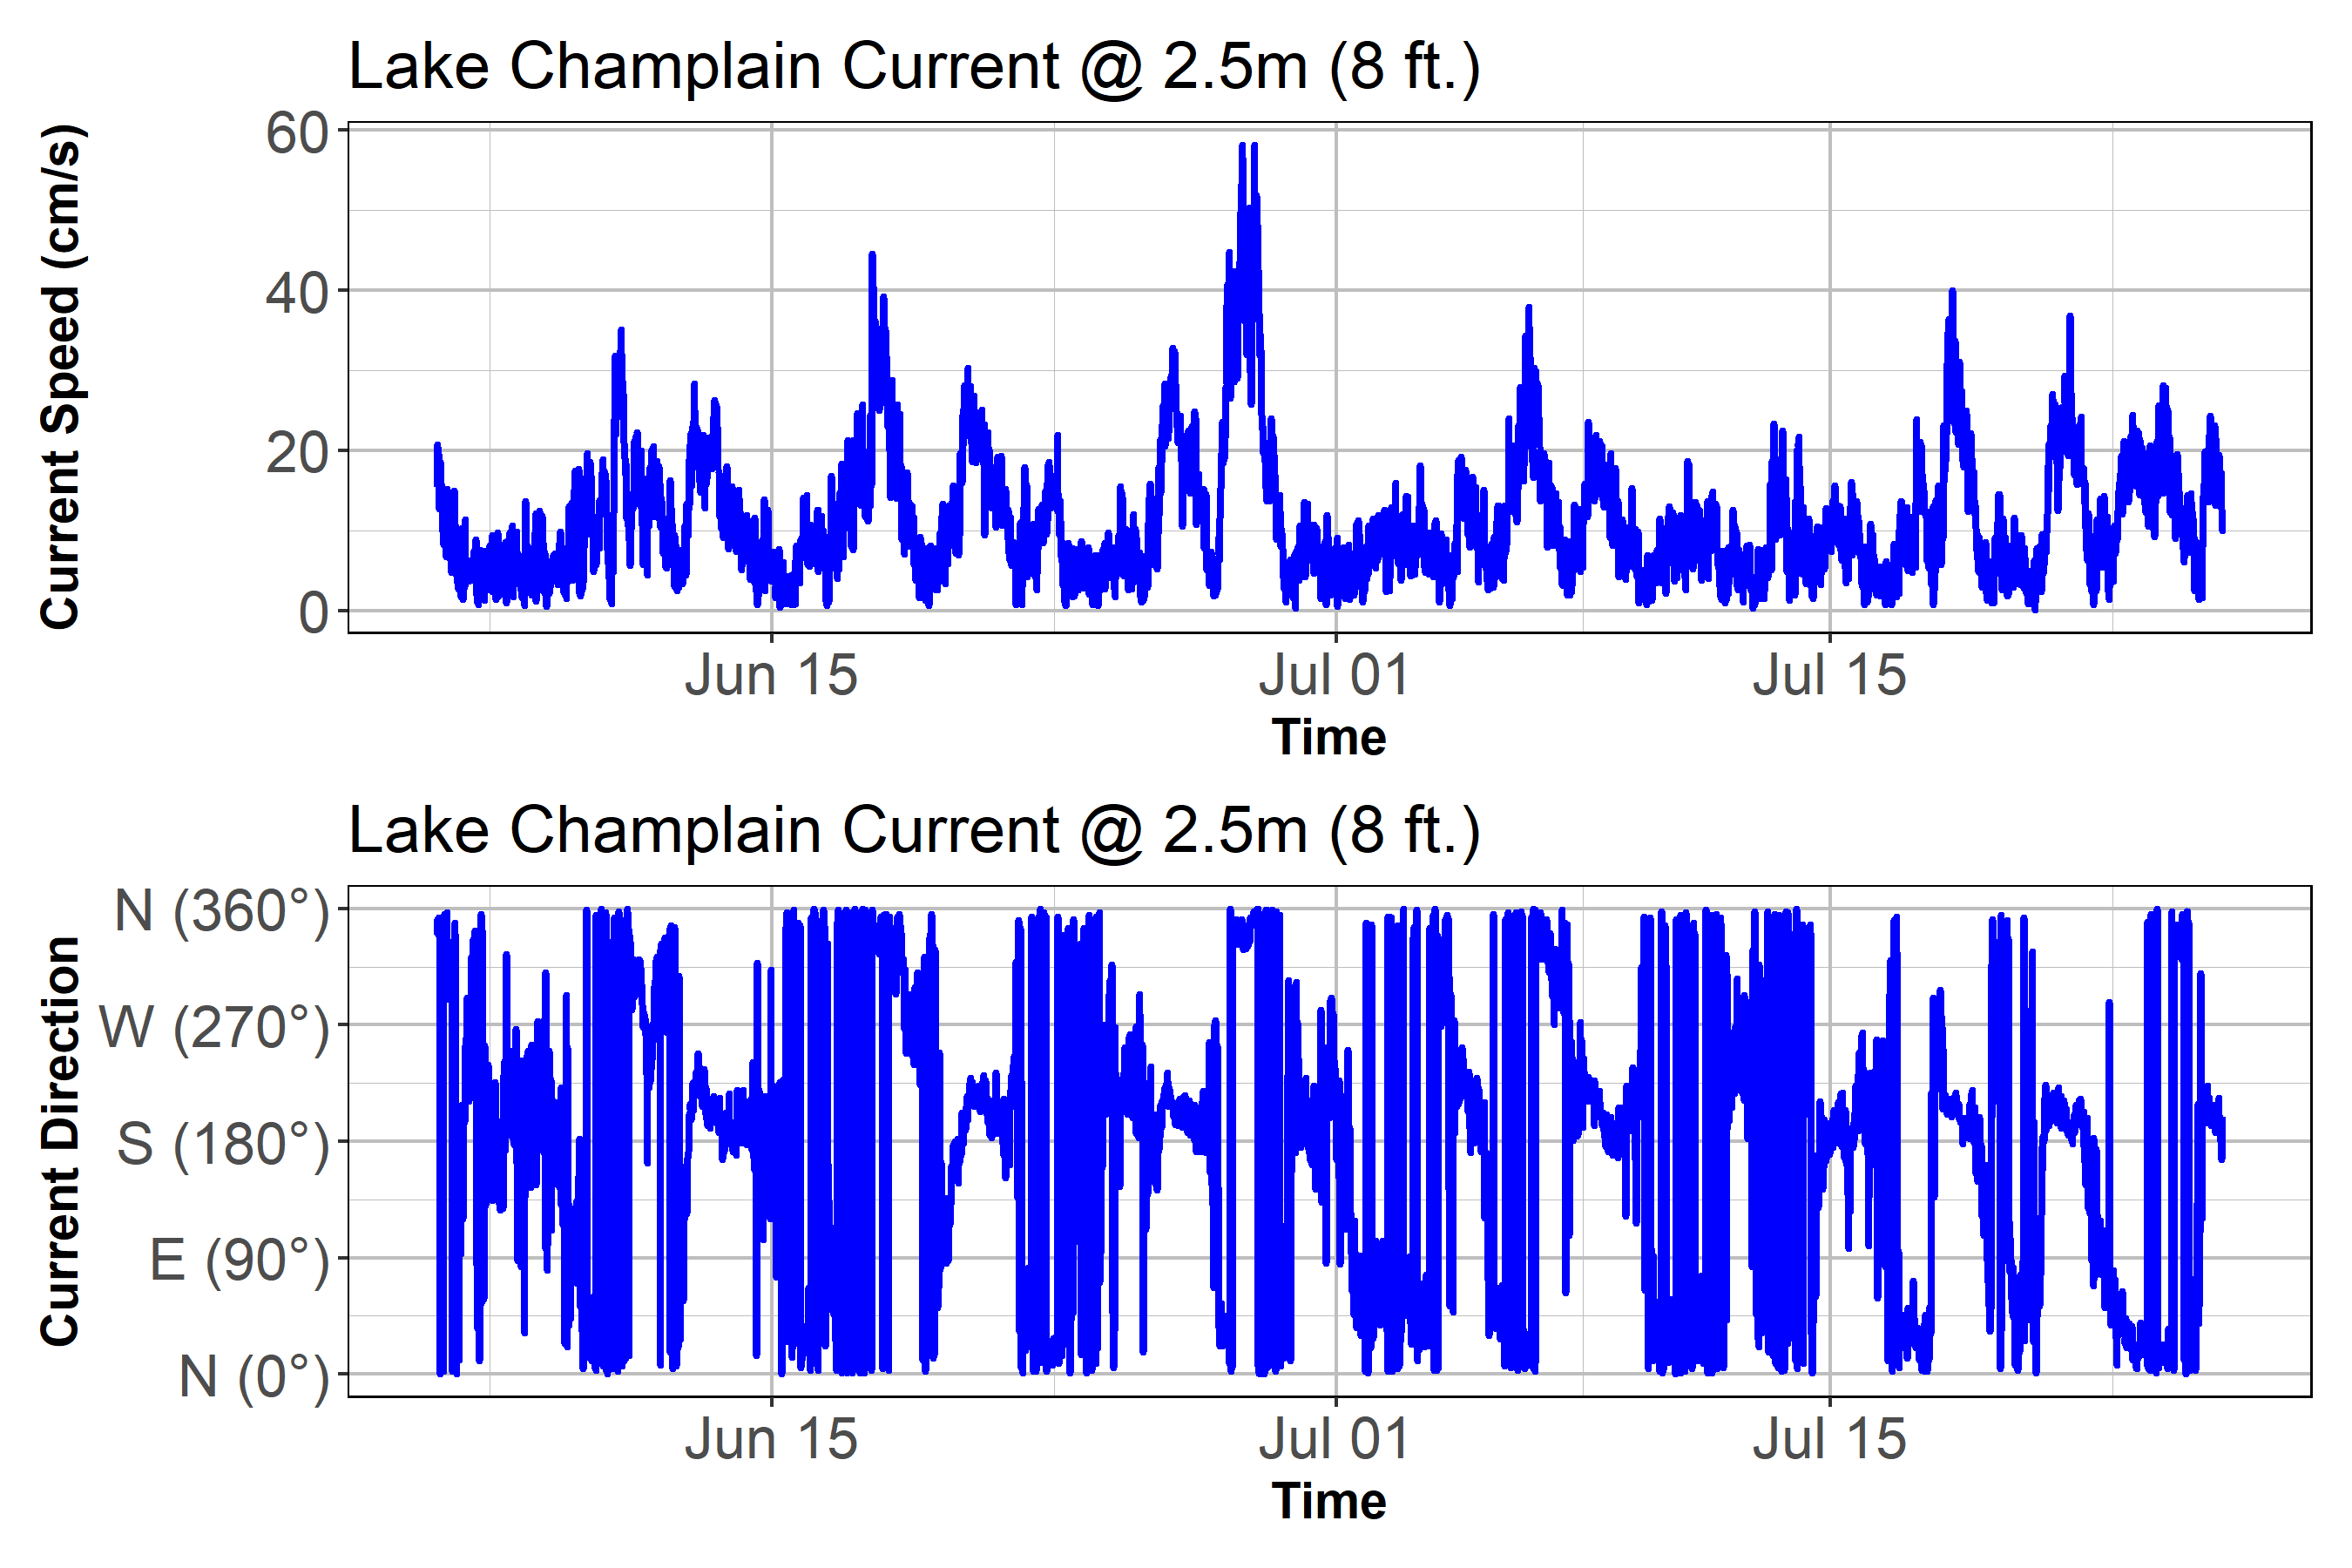 Lake Champlain Current @ 2.5m (8 ft.)
Current Speed (cm/s)
60
40
20
0
Jun 15 Jul 01 Jul 15
Time
Lake Champlain Current @ 2.5m (8 ft.)
Current Direction
N (360°)
W (270°)
S (180°)
E (90°)
N (0°)
Jun 15 Jul 01 Jul 15
Time